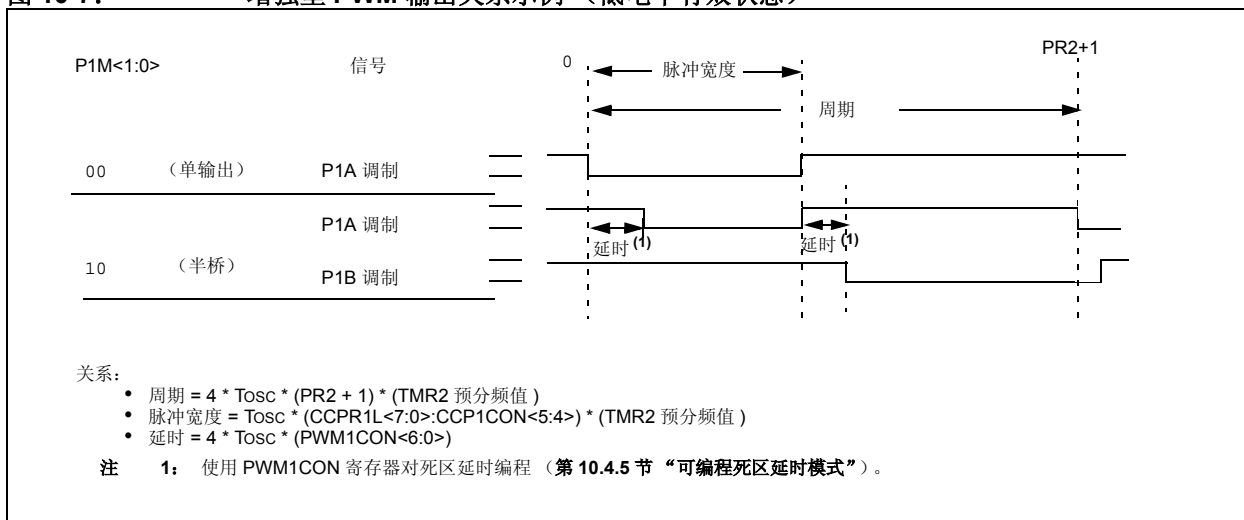 图 10-7： 增强型 PWM 输出关系示例 （低电平有效状态）
P1M<1:0> 信号 0 脉冲宽度 PR2+1
周期
00 （单输出） P1A 调制
P1A 调制
延时(1) 延时(1)
10 （半桥） P1B 调制
关系：
• 周期 = 4 * TOSC * (PR2 + 1) * (TMR2 预分频值 )
• 脉冲宽度 = TOSC * (CCPR1L<7:0>:CCP1CON<5:4>) * (TMR2 预分频值 )
• 延时 = 4 * TOSC * (PWM1CON<6:0>)
注 1： 使用 PWM1CON 寄存器对死区延时编程 （第 10.4.5 节 “可编程死区延时模式”）。